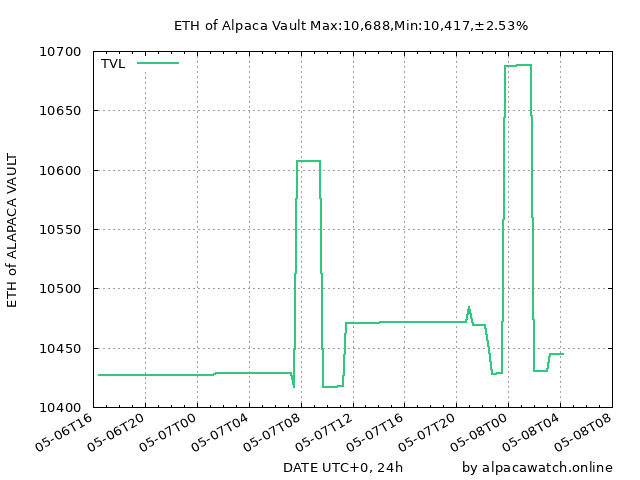 ETH of Alpaca Vault Max:10,688,Min:10,417,±2.53%
TVL
ETH of ALAPACA VAULT
10700
10650
10600
10550
10500
10450
10400
05-06T16
05-06T20
05-07T00
05-07T04
05-07T08
05-07T12
05-07T16
05-07T20
05-08T00
05-08T04
05-08T08
DATE UTC+0, 24h
by alpacawatch.online